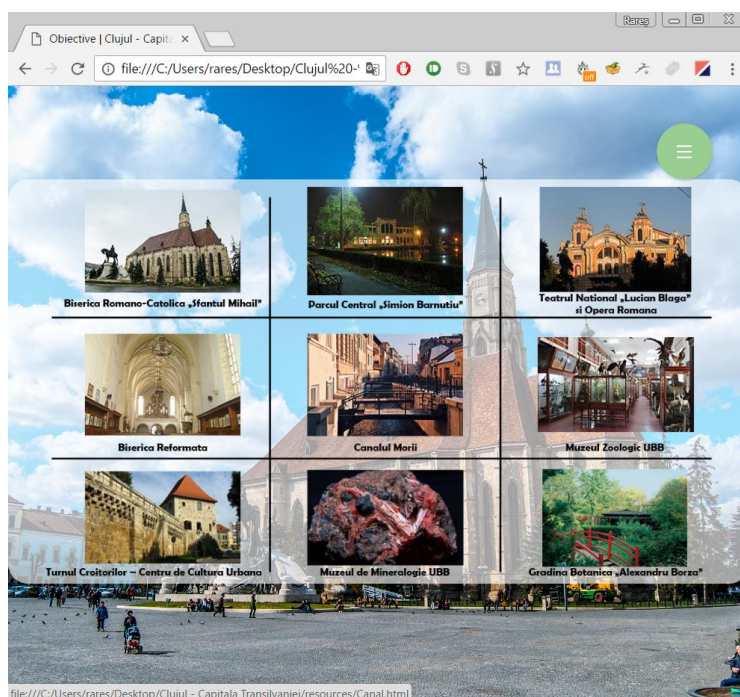 Rares
Obiective | Clujul - Capit
file:///C:/Users/rares/Desktop/Clujul%20-
off
Biserica Romano-Catolica „Sfantul Mihail”
Parcul Central „Simion Barnutiu”
Teatrul National „Lucian Blaga”
si Opera Romana
Biserica Reformata
Canalul Morii
Muzeul Zoologic UBB
Turnul Croitorilor – Centru de Cultura Urbana
Muzeul de Mineralogie UBB
Gradina Botanica „Alexandru Borza”
file:///C:/Users/rares/Desktop/Clujul - Capitala Transilvaniei/resources/Canal.html